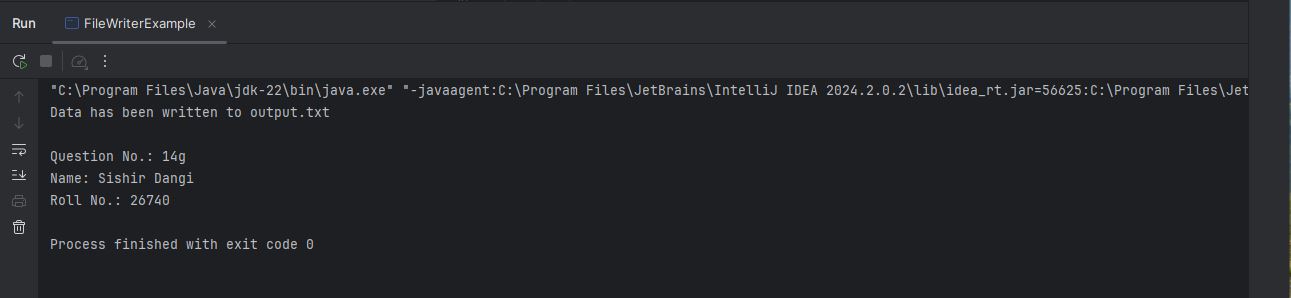 Run FileWriterExample
"C:\Program Files\Java\jdk-22\bin\java.exe" "-javaagent:C:\Program Files\JetBrains\IntelliJ IDEA 2024.2.0.2\lib\idea_rt.jar=56625:C:\Program Files\Jet
Data has been written to output.txt
Question No.: 14g
Name: Sishir Dangi
Roll No.: 26740
Process finished with exit code 0